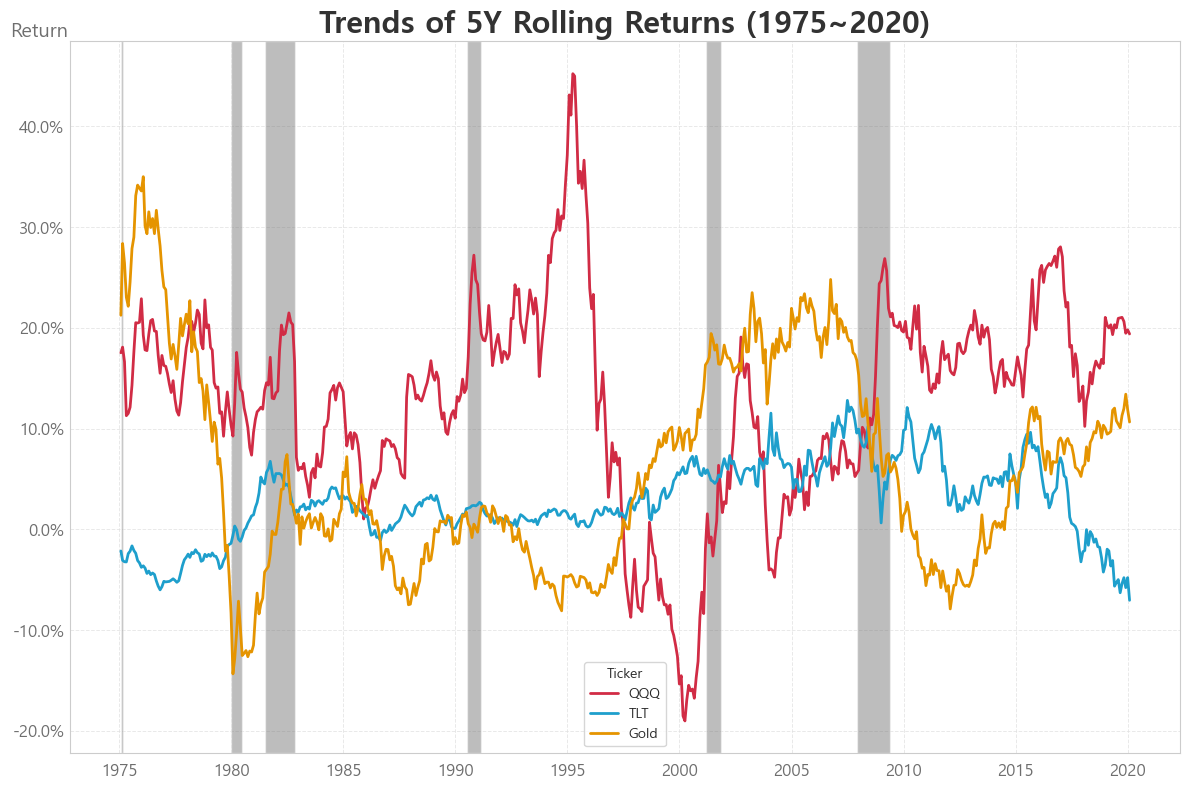 Trends of 5Y Rolling Returns (1975~2020)
Return
40.0%
30.0%
20.0%
10.0%
0.0%
-10.0%
-20.0%
Ticker
QQQ
TLT
Gold
1975 1980 1985 1990 1995 2000 2005 2010 2015 2020